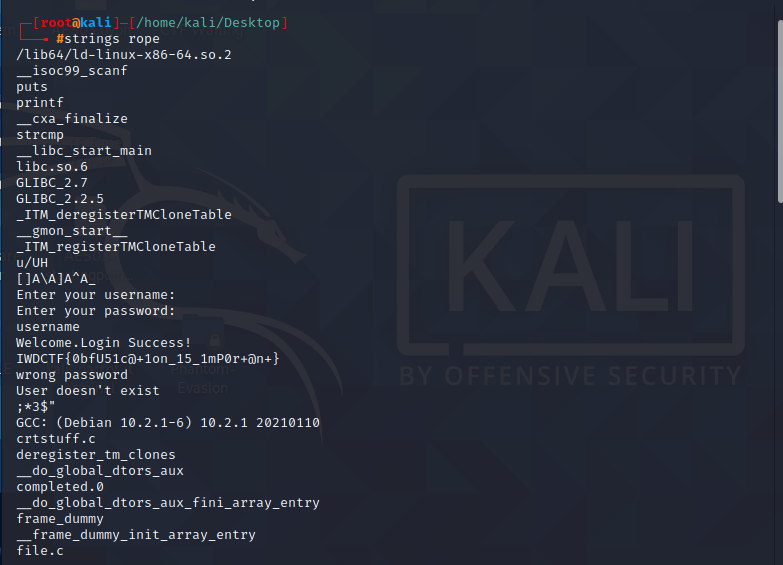 ┌─[root@kali]─[/home/kali/Desktop]
└──• #strings rope
/lib64/ld-linux-x86-64.so.2
__isoc99_scanf
puts
printf
__cxa_finalize
strcmp
__libc_start_main
libc.so.6
GLIBC_2.7
GLIBC_2.2.5
_ITM_deregisterTMCloneTable
__gmon_start__
_ITM_registerTMCloneTable
u/UH
[]A\A]A^A_
Enter your username:
Enter your password:
username
Welcome.Login Success!
IWDCTF{0bfU51c@+1on_15_1mP0r+@n+}
wrong password
User doesn't exist
;*3$"
GCC: (Debian 10.2.1-6) 10.2.1 20210110
crtstuff.c
deregister_tm_clones
__do_global_dtors_aux
completed.0
__do_global_dtors_aux_fini_array_entry
frame_dummy
__frame_dummy_init_array_entry
file.c
KALI
BY OFFENSIVE SECURITY
Phantom-
Evasion